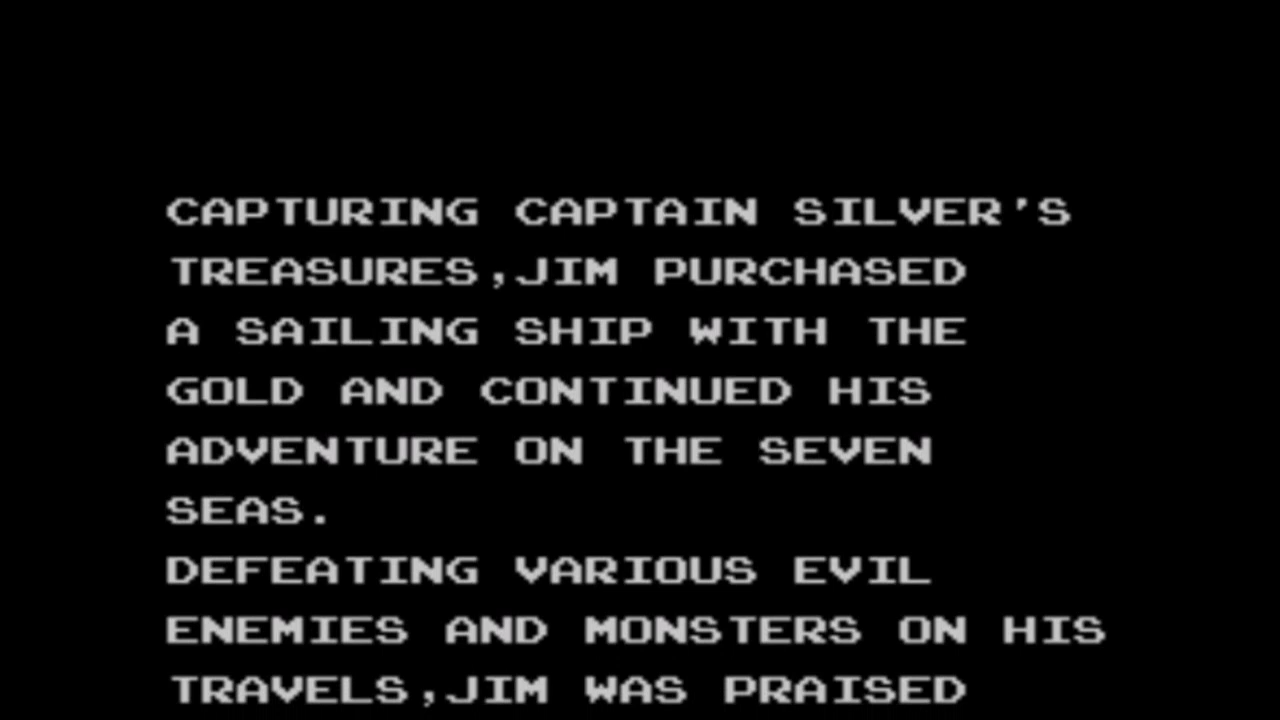 CAPTURING CAPTAIN SILVER'S
TREASURES,JIM PURCHASED
A SAILING SHIP WITH THE
GOLD AND CONTINUED HIS
ADVENTURE ON THE SEVEN
SEAS.
DEFEATING VARIOUS EVIL
ENEMIES AND MONSTERS ON HIS
TRAVELS,JIM WAS PRAISED